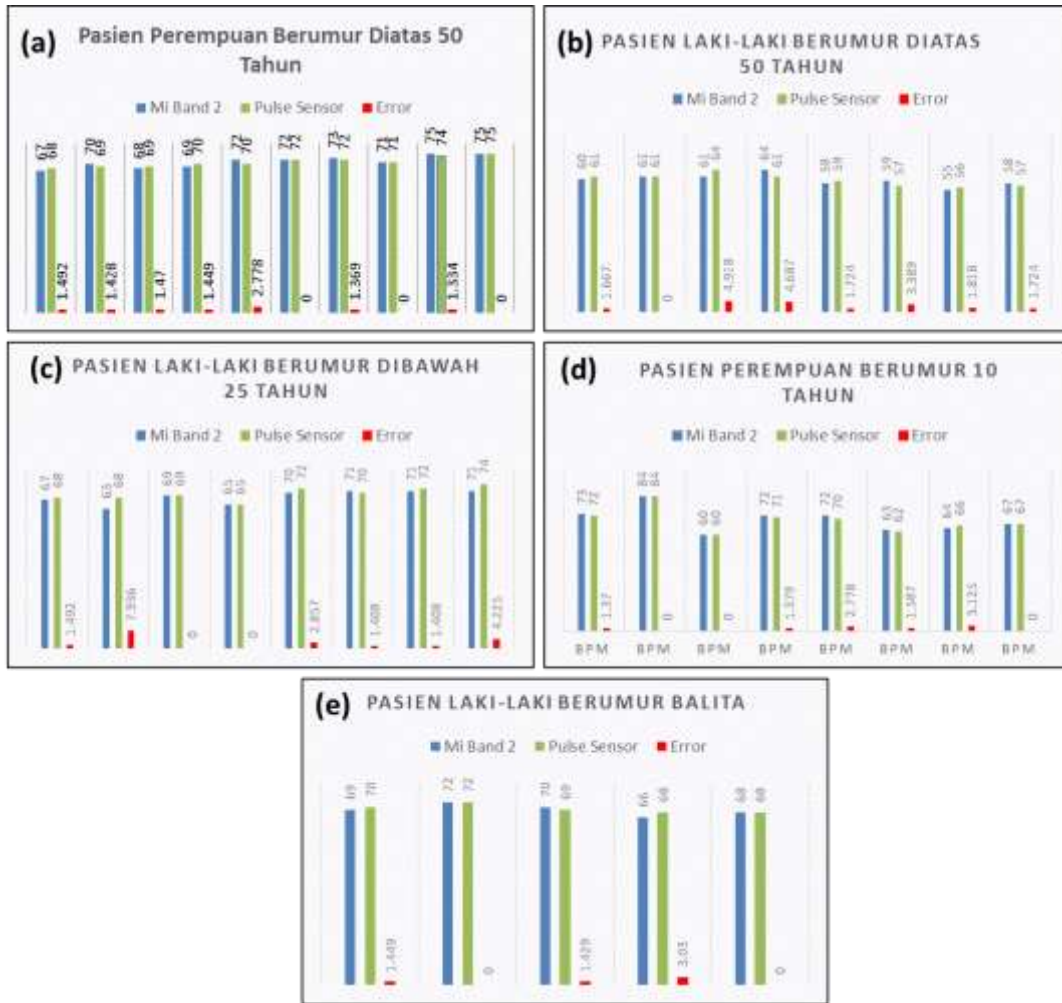 (a)
Pasien Perempuan Berumur Diatas 50
Tahun
Mi Band 2 Pulse Sensor Error
67 68 1.492 70 69 1.428 68 69 1.47 69 70 1.449 72 70 2.778 72 72 0 73 72 1.369 71 71 0 75 74 1.334 75 75 0
(b)
PASIEN LAKI-LAKI BERUMUR DIATAS
50 TAHUN
Mi Band 2 Pulse Sensor Error
60 61 1.667 61 61 0 61 64 4.918 64 61 4.687 58 59 1.724 59 57 3.389 55 56 1.818 58 57 1.724
(c)
PASIEN LAKI-LAKI BERUMUR DIBAWAH
25 TAHUN
Mi Band 2 Pulse Sensor Error
67 68 1.492 63 68 69 69 0 65 65 0 70 72 2.857 71 70 1.408 71 72 1.408 71 74 4.225
(d)
PASIEN PEREMPUAN BERUMUR 10
TAHUN
Mi Band 2 Pulse Sensor Error
73 72 1.37 84 84 0 60 60 0 72 71 1.379 72 70 2.778 63 62 1.587 64 66 3.125 67 67 0
BPM BPM BPM BPM BPM BPM BPM BPM
(e)
PASIEN LAKI-LAKI BERUMUR BALITA
Mi Band 2 Pulse Sensor Error
69 70 1.449 72 72 0 70 69 1.429 66 68 3.03 68 68 0